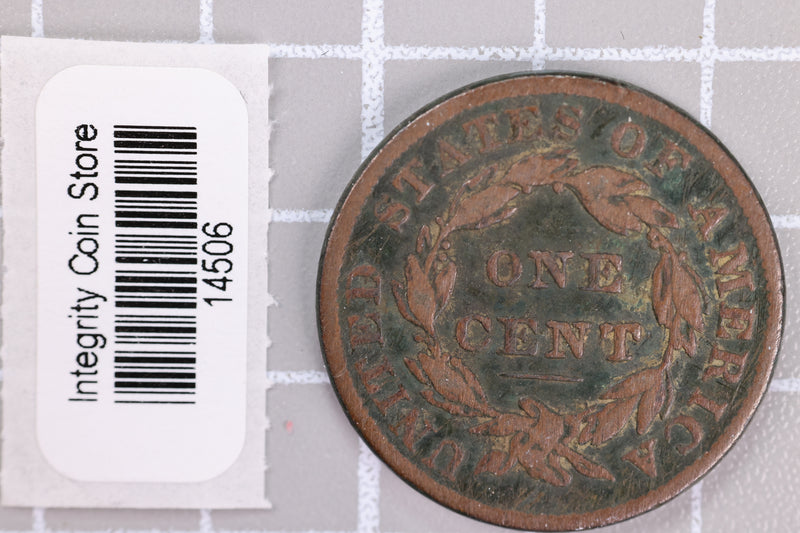 Integrity Coin Store
14506
UNITED STATES OF AMERICA
ONE
CENT